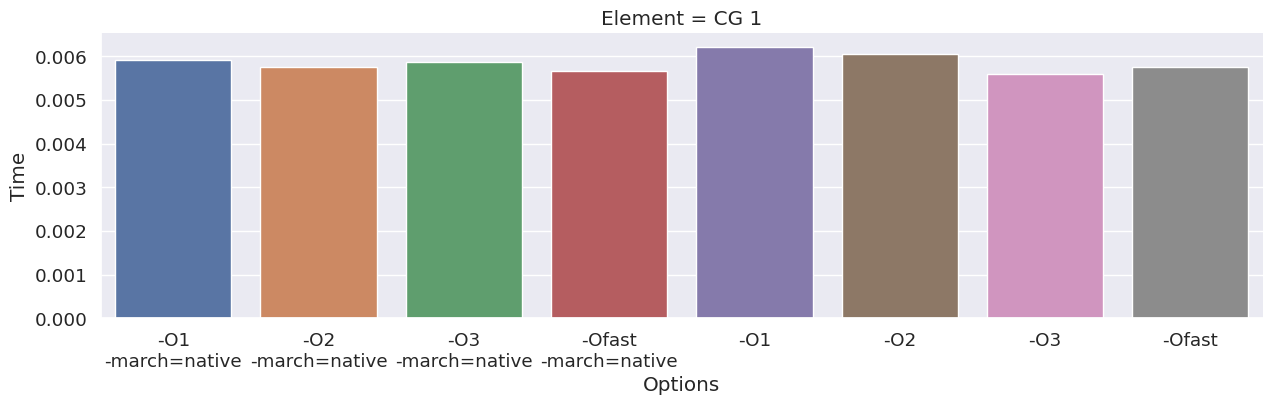 Element = CG 1
0.006
0.005
0.004
0.003
0.002
0.001
0.000
Time
-O1
-march=native
-O2
-march=native
-O3
-march=native
-Ofast
-march=native
-O1
-O2
-O3
-Ofast
Options